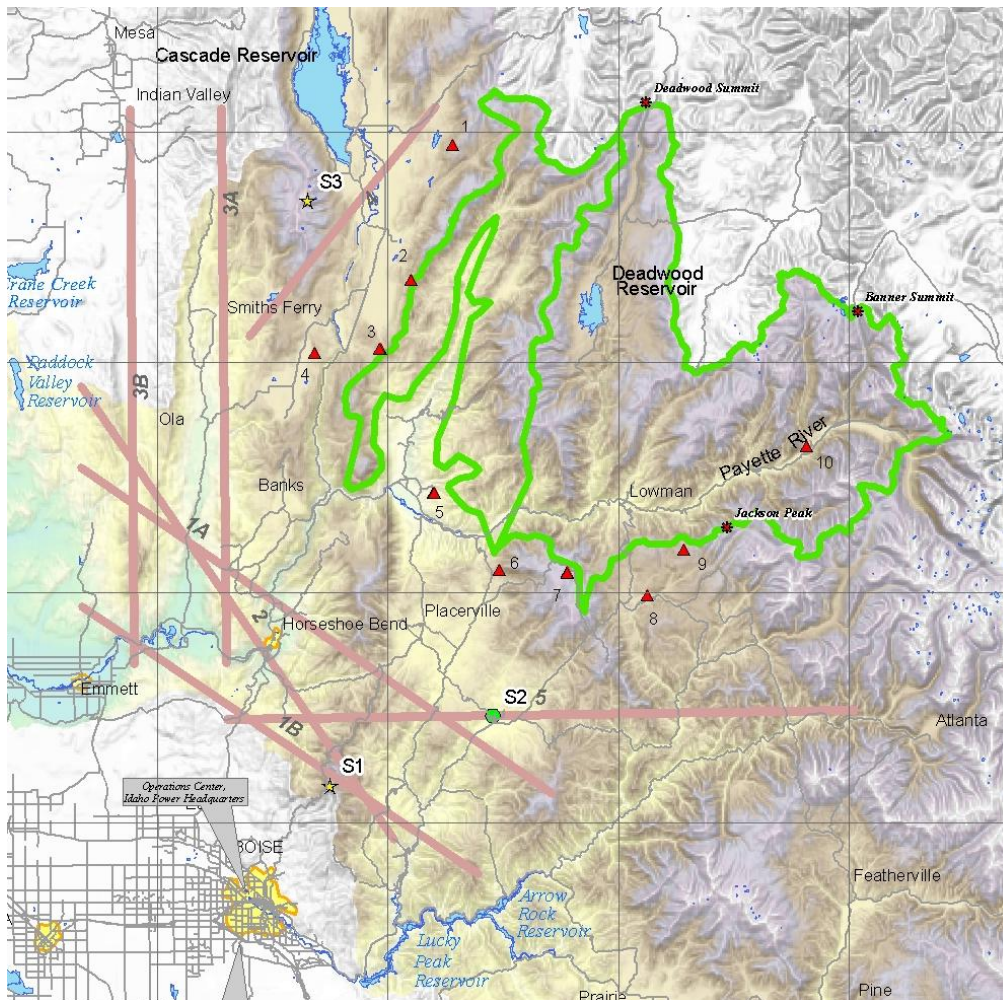 Mesa
Cascade Reservoir
Deadwood Summit
Indian Valley
1
S3
3A
4
2
Deadwood
Reservoir
Crane Creek
Reservoir
Banner Summit
Smiths Ferry
3
4
Paddock
Valley
Reservoir
3B
Ola
Payette River
10
Banks
5
Lowman
Jackson Peak
1A
6
7
9
8
2
Placerville
Horseshoe Bend
Emmett
S2
5
1B
Atlanta
S1
Operations Center,
Idaho Power Headquarters
BOISE
Featherville
Arrow
Rock
Reservoir
Lucky
Peak
Reservoir
Prairie
Pine